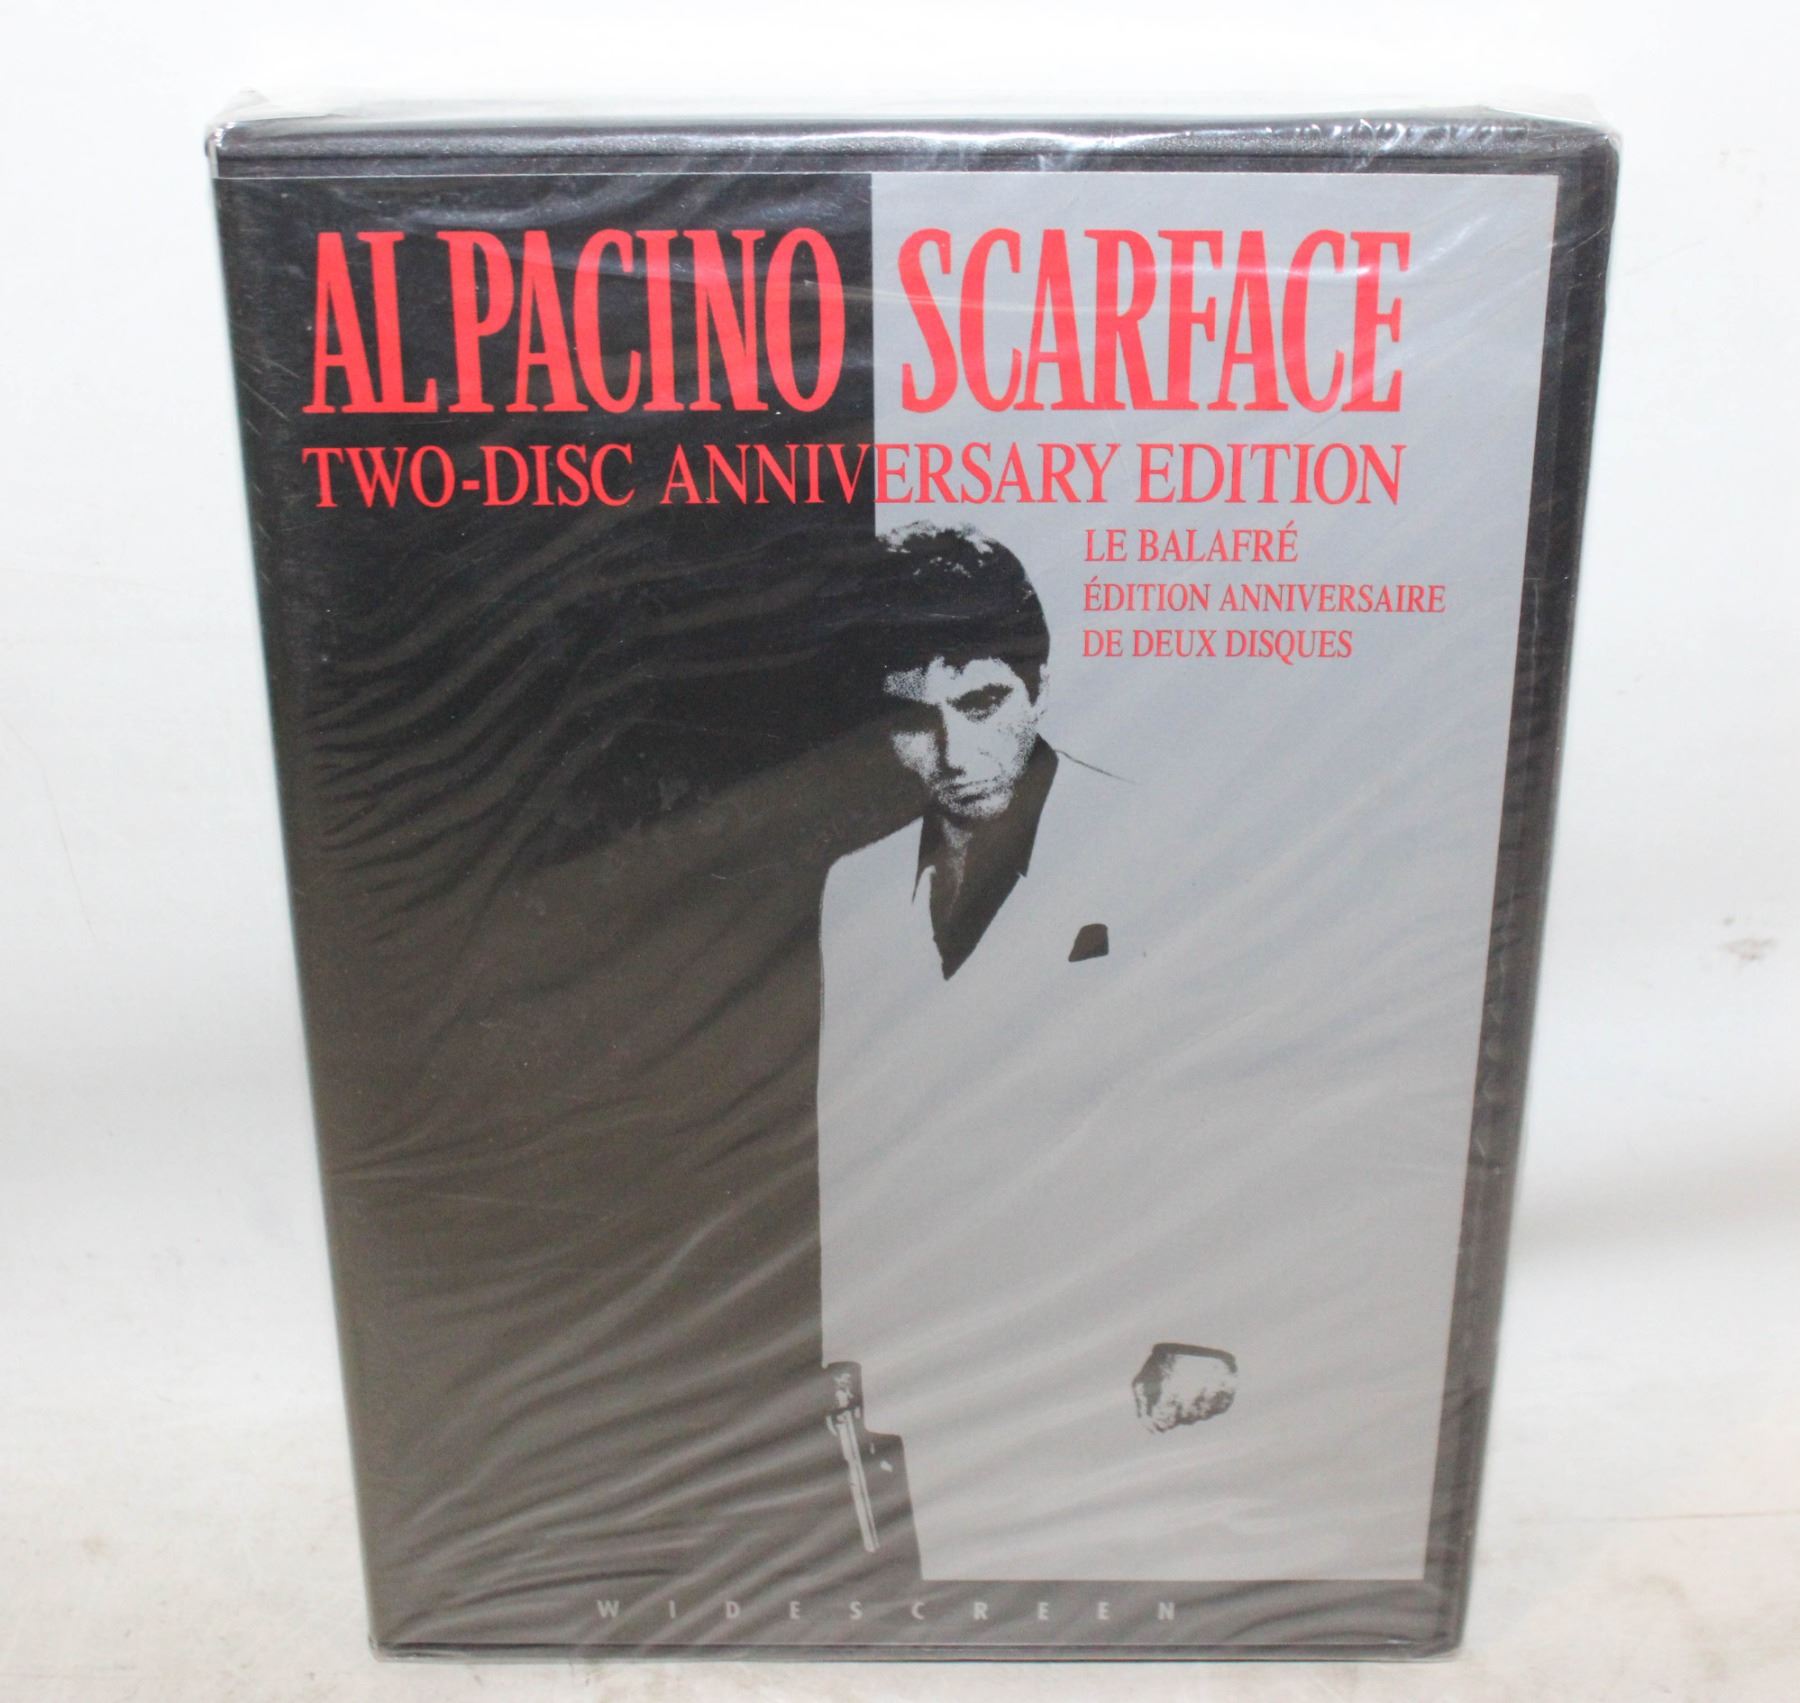 AL PACINO SCARFACE
TWO-DISC ANNIVERSARY EDITION
LE BALAFRÉ
ÉDITION ANNIVERSAIRE
DE DEUX DISQUES
WIDESCREEN